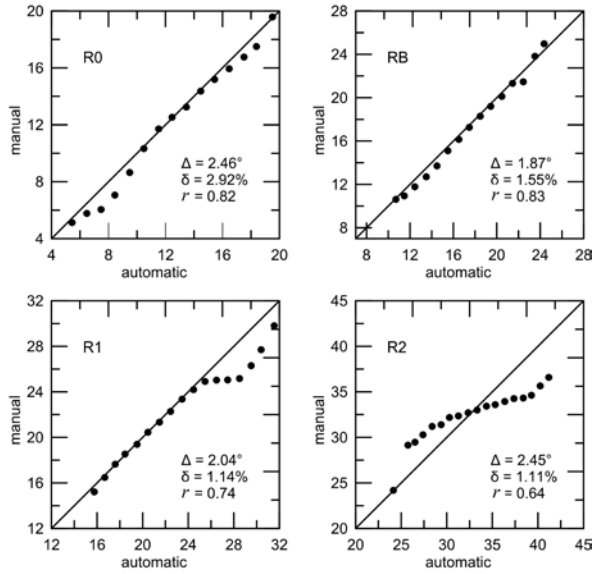 20
16
12
8
4
manual
R0
Δ = 2.46°
δ = 2.92%
r = 0.82
4 8 12 16 20
automatic
28
24
20
16
12
8
manual
RB
Δ = 1.87°
δ = 1.55%
r = 0.83
8 12 16 20 24 28
automatic
32
28
24
20
16
12
manual
R1
Δ = 2.04°
δ = 1.14%
r = 0.74
12 16 20 24 28 32
automatic
45
40
35
30
25
20
manual
R2
Δ = 2.45°
δ = 1.11%
r = 0.64
20 25 30 35 40 45
automatic